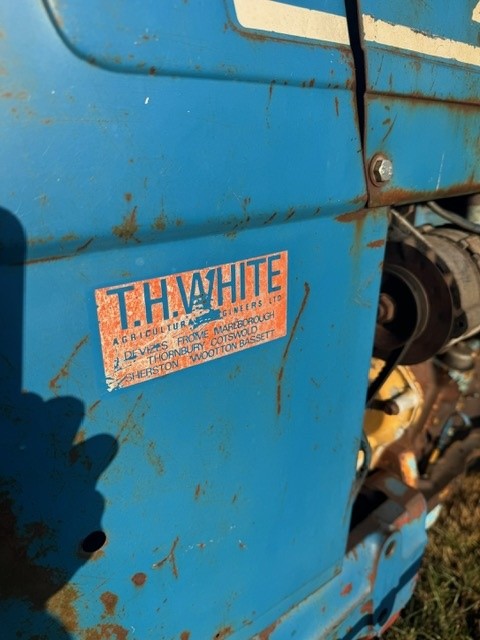 T.H.WHITE
AGRICULTURAL ENGINEERS LTD
DEVIZES FROME MARLBOROUGH
THORNBURY COTSWOLD
SHERSTON WOOTTON BASSETT